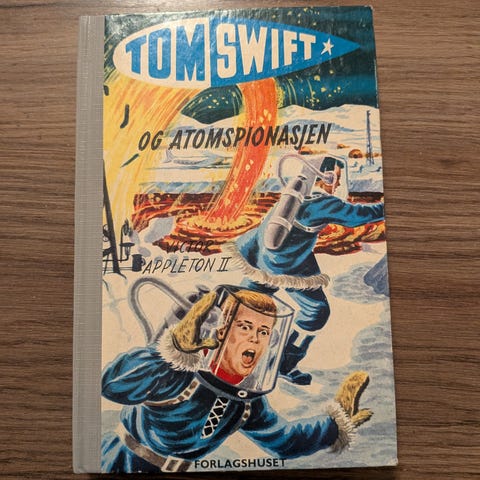 TOM SWIFT
OG ATOMSPIONASJEN
VICTOR
APPLETON II
FORLAGSHUSET